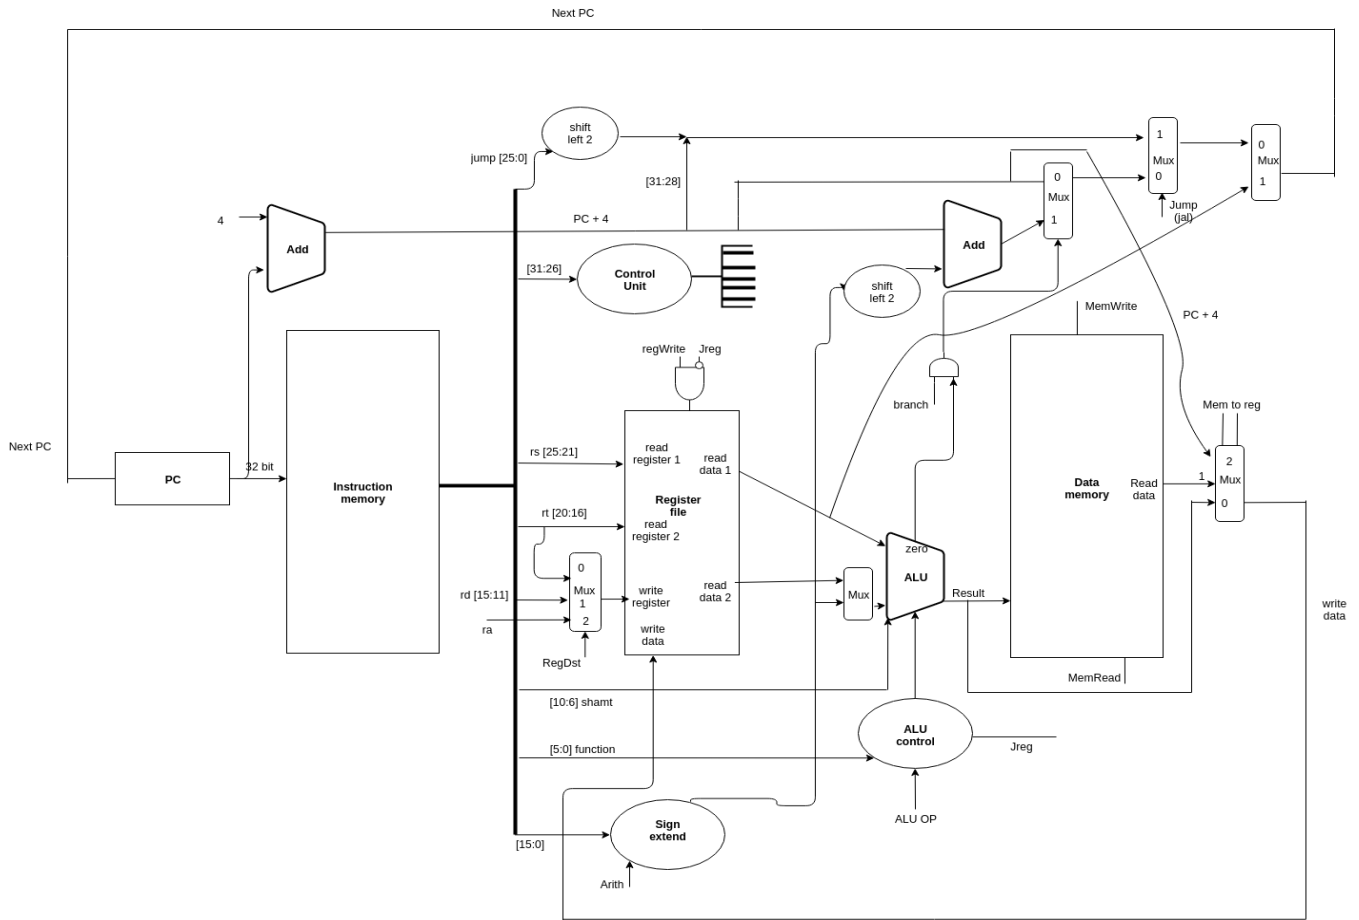 Next PC
shift
left 2
jump [25:0]
1
Mux
0
0
Mux
1
[31:28]
0
Mux
1
Jump
(jal)
4
Add
PC + 4
Add
[31:26]
Control
Unit
shift
left 2
MemWrite
PC + 4
regWrite
Jreg
branch
Mem to reg
Next PC
PC
32 bit
Instruction
memory
rs [25:21]
read
register 1
read
data 1
Register
file
rt [20:16]
read
register 2
Data
memory
Read
data
1
2
Mux
0
zero
ALU
0
Mux
1
2
rd [15:11]
ra
write
register
read
data 2
Mux
Result
write
data
write
data
RegDst
MemRead
[10:6] shamt
ALU
control
Jreg
[5:0] function
ALU OP
Sign
extend
[15:0]
Arith